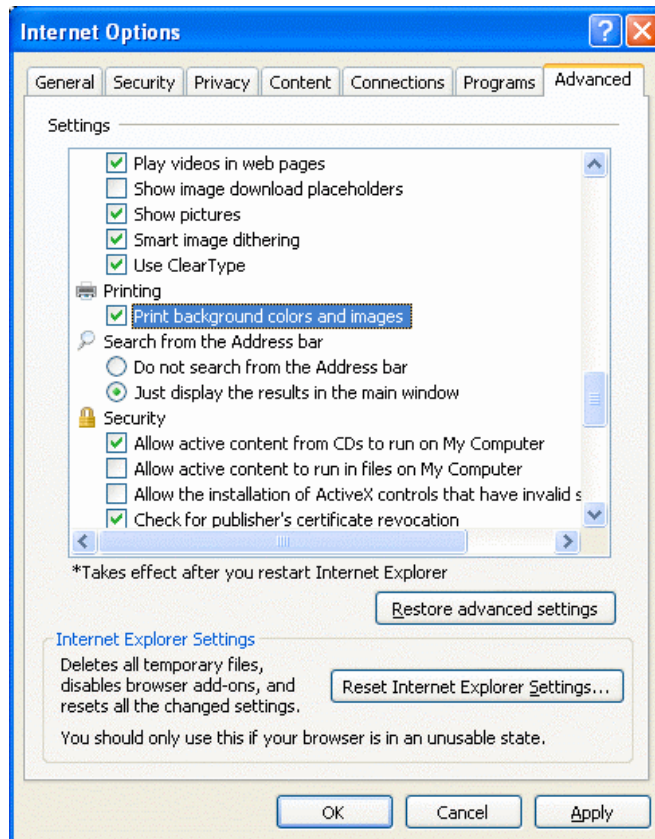 Internet Options
General Security Privacy Content Connections Programs Advanced
Settings
Play videos in web pages
Show image download placeholders
Show pictures
Smart image dithering
Use ClearType
Printing
Print background colors and images
Search from the Address bar
Do not search from the Address bar
Just display the results in the main window
Security
Allow active content from CDs to run on My Computer
Allow active content to run in files on My Computer
Allow the installation of ActiveX controls that have invalid s
Check for publisher's certificate revocation
*Takes effect after you restart Internet Explorer
Restore advanced settings
Internet Explorer Settings
Deletes all temporary files,
disables browser add-ons, and
resets all the changed settings.
Reset Internet Explorer Settings...
You should only use this if your browser is in an unusable state.
OK Cancel Apply